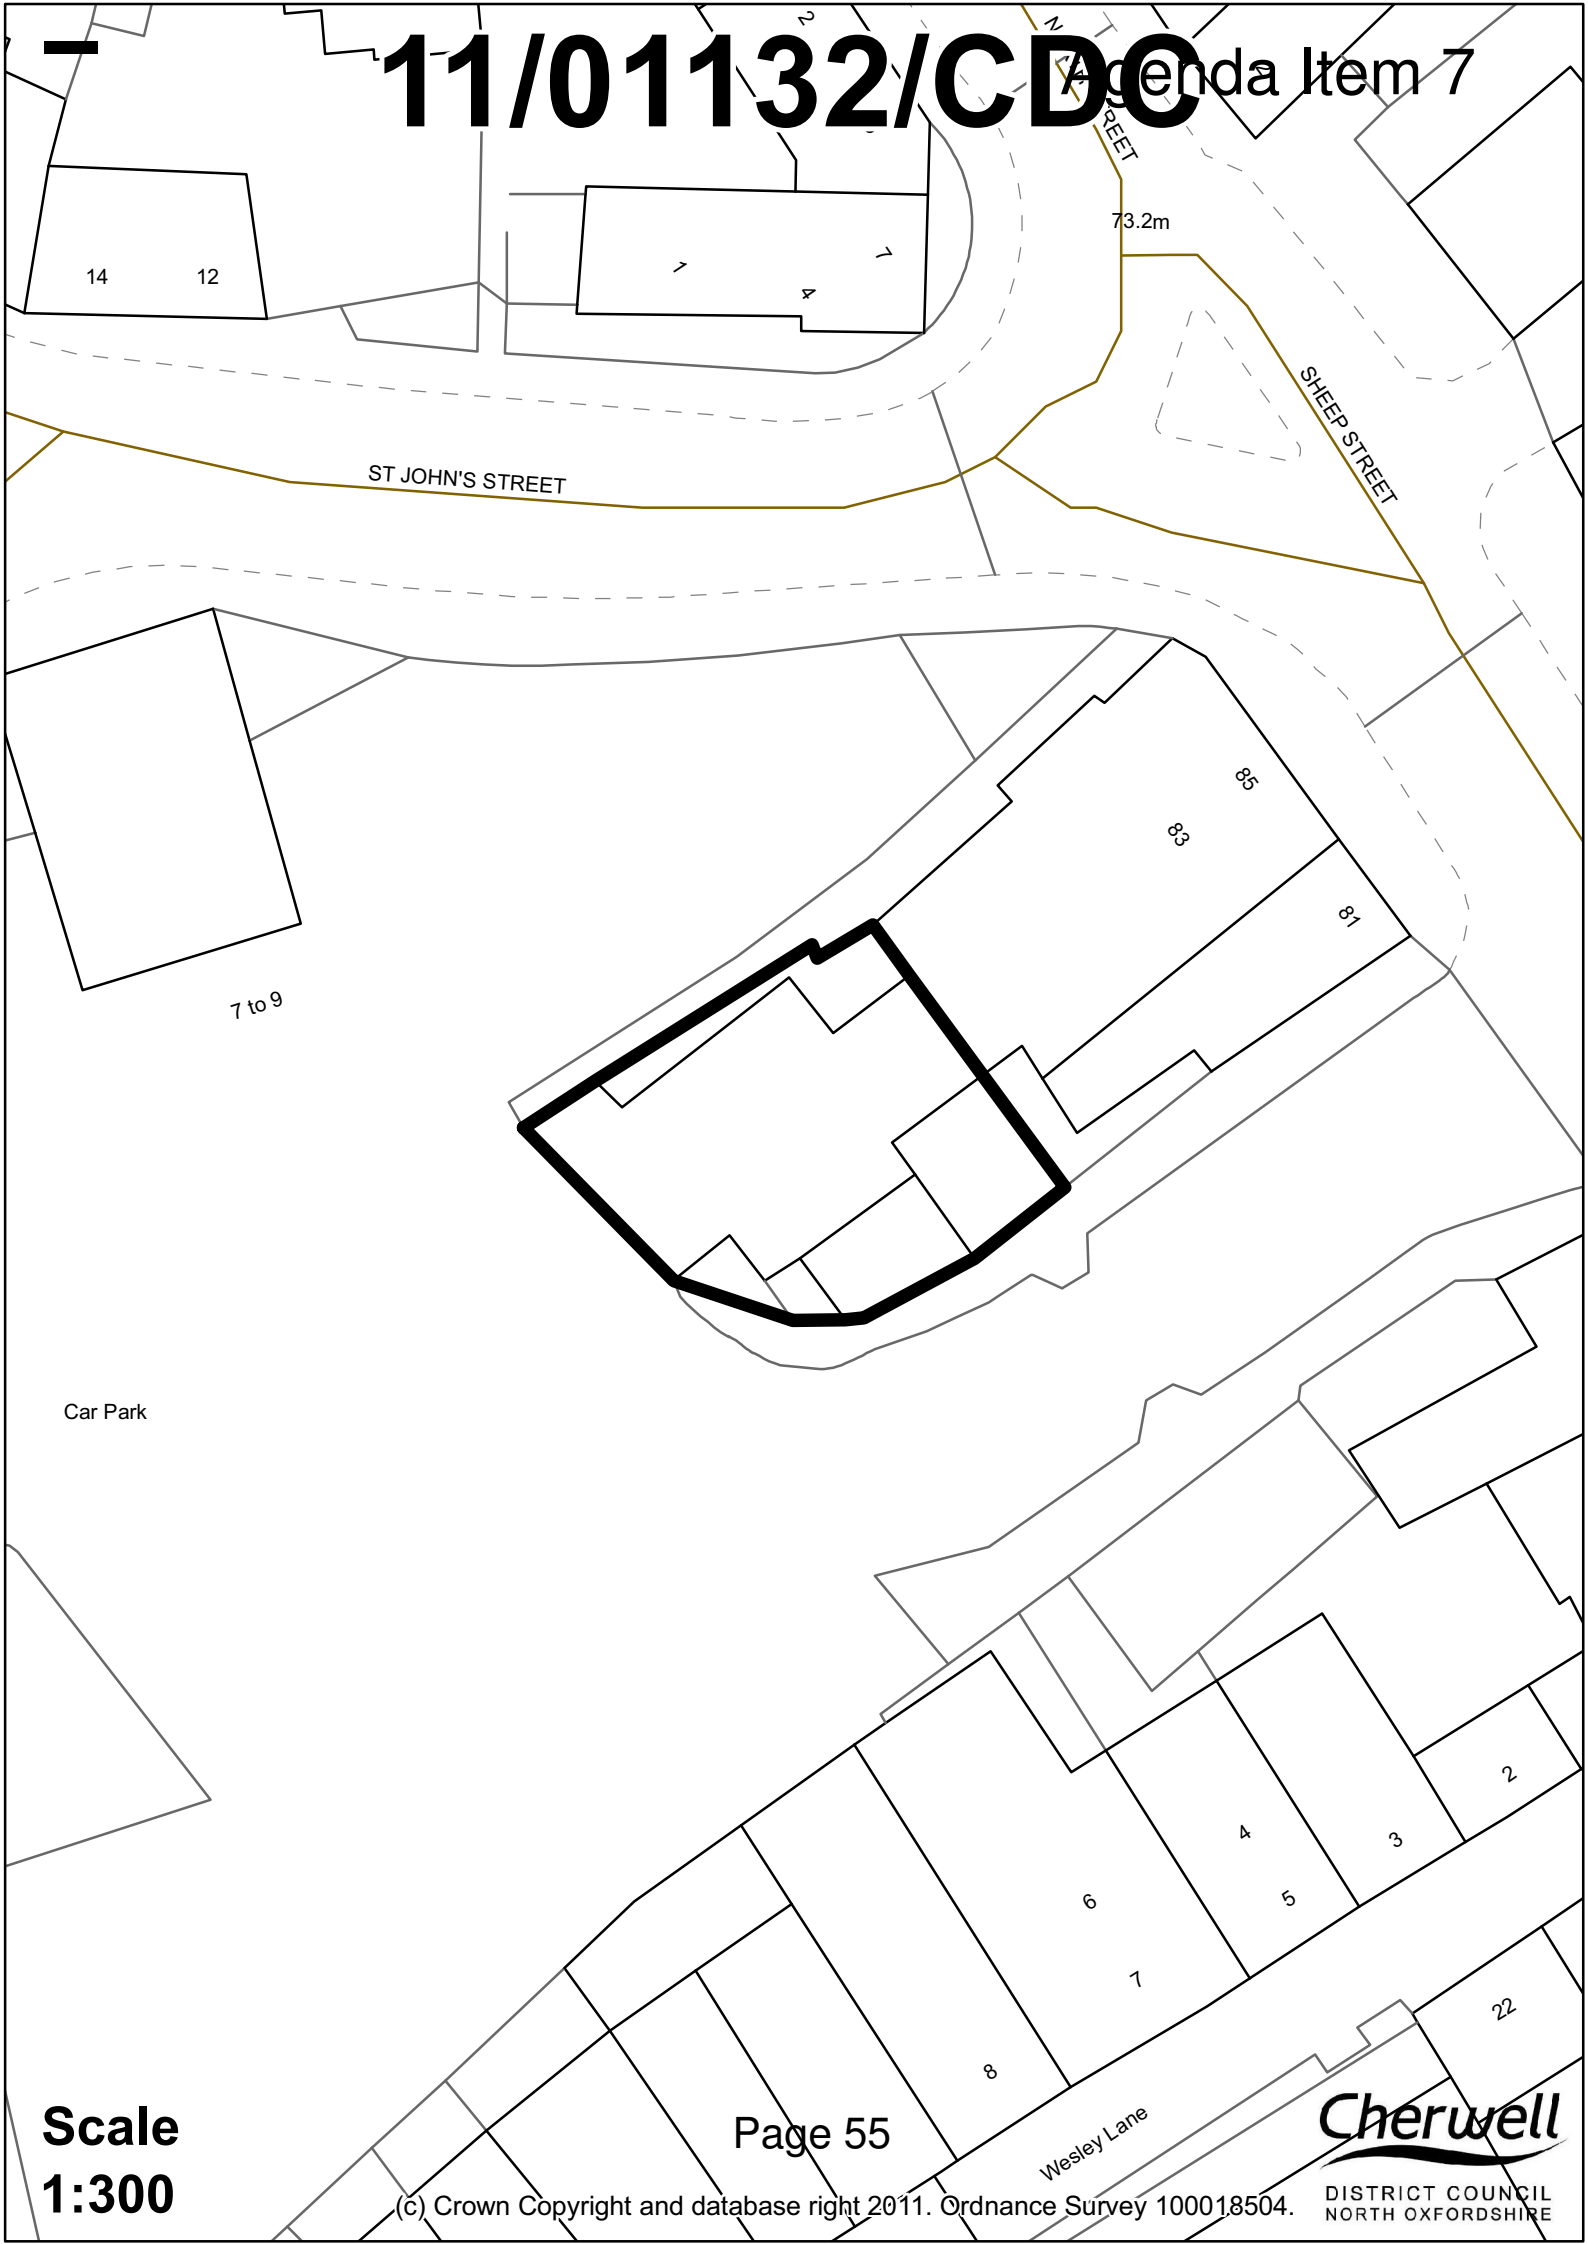 11/01132/CDC
Agenda Item 7
2
73.2m
14
12
1
4
7
ST JOHN'S STREET
SHEEP STREET
85
83
81
7 to 9
Car Park
2
3
4
5
6
7
8
22
Wesley Lane
Scale
1:300
Page 55
(c) Crown Copyright and database right 2011. Ordnance Survey 100018504.
Cherwell
DISTRICT COUNCIL
NORTH OXFORDSHIRE